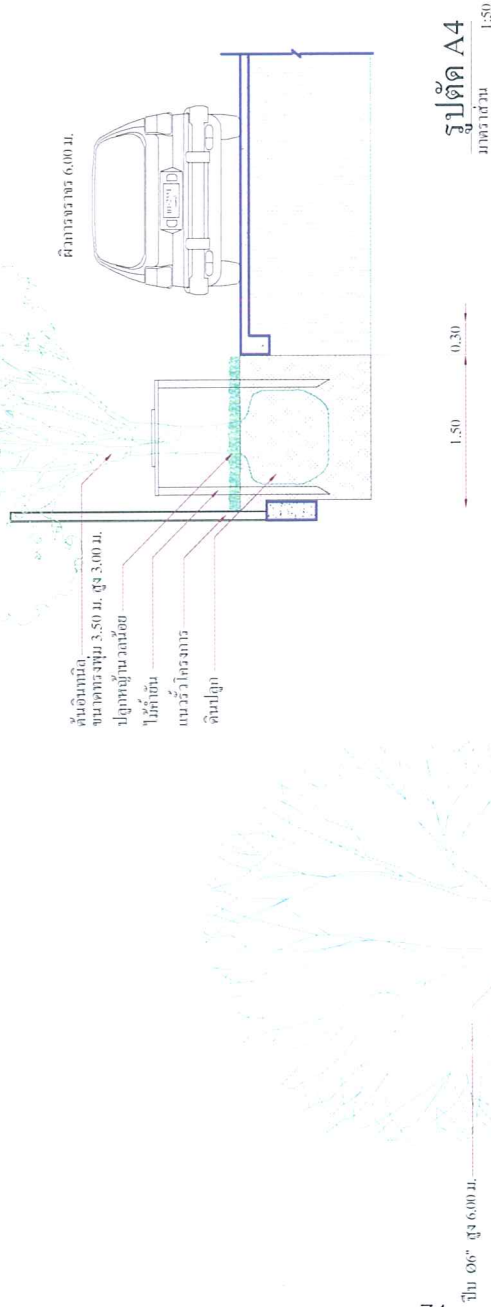 ผิวการจราจร 6.00 ม.
ต้นอินทนิล
ขนาดทรงพุ่ม 3.50 ม. สูง 3.00 ม.
ปลูกหญ้านวลน้อย
ไม้ค้ำยัน
แนวรั้วโครงการ
ดินปลูก
1.50
0.30
รูปตัด A4
มาตราส่วน 1:50
ปีบ Ø6" สูง 6.00 ม.